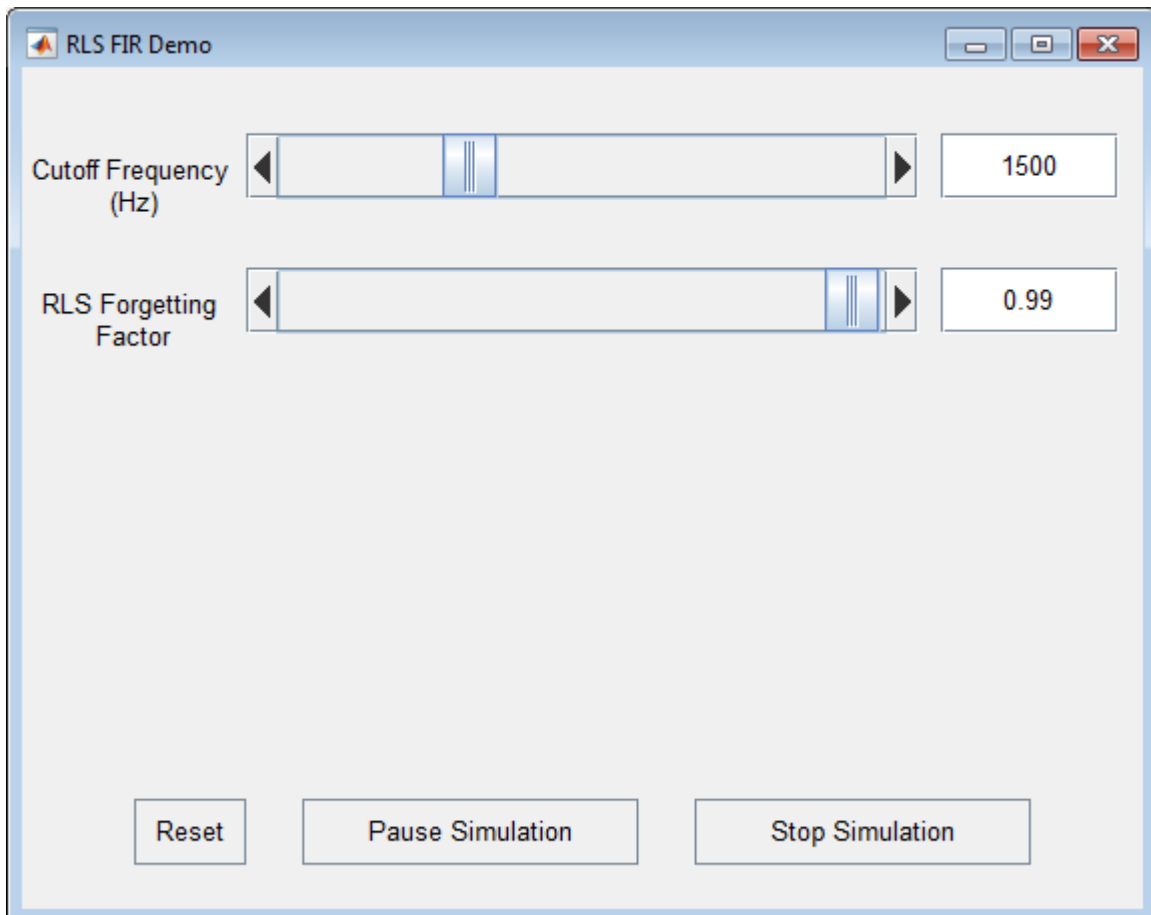 RLS FIR Demo
Cutoff Frequency
(Hz)
1500
RLS Forgetting
Factor
0.99
Reset
Pause Simulation
Stop Simulation